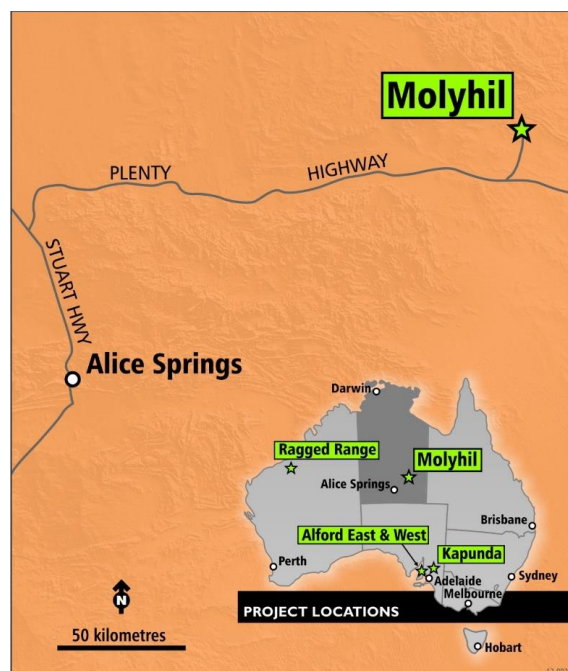 Molyhil
PLENTY
HIGHWAY
STUART HWY
Alice Springs
Darwin
Ragged Range
Molyhil
Alice Springs
Brisbane
Alford East & West
Kapunda
Perth
Adelaide
Sydney
Melbourne
PROJECT LOCATIONS
Hobart
N
50 kilometres